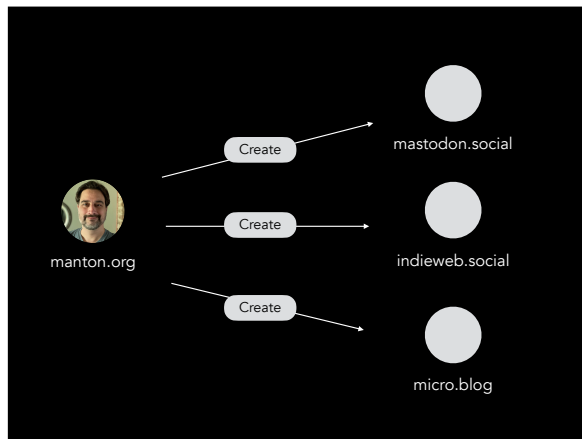 Create
mastodon.social
Create
manton.org
indieweb.social
Create
micro.blog